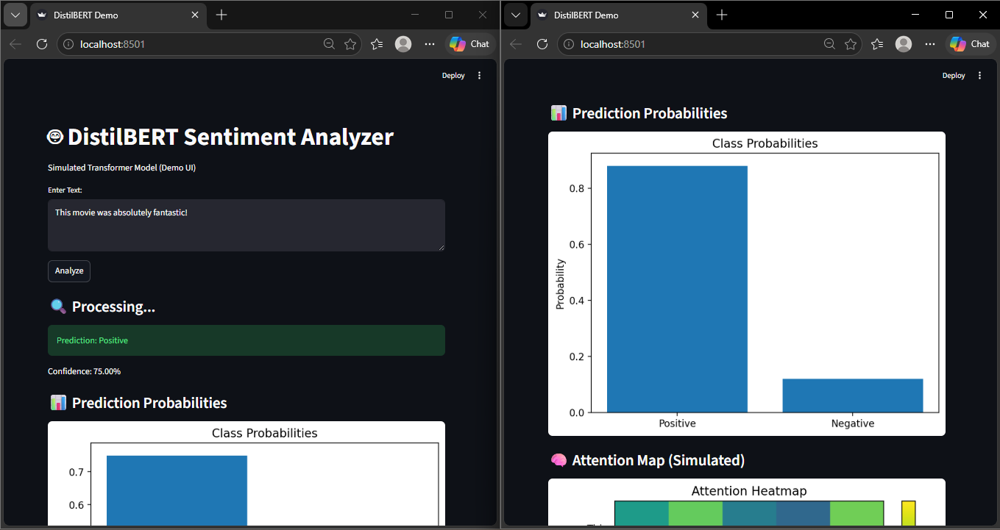 DistilBERT Demo
localhost:8501
Chat
Deploy
DistilBERT Sentiment Analyzer
Simulated Transformer Model (Demo UI)
Enter Text:
This movie was absolutely fantastic!
Analyze
Processing...
Prediction: Positive
Confidence: 75.00%
Prediction Probabilities
Class Probabilities
0.7
0.6
DistilBERT Demo
localhost:8501
Chat
Deploy
Prediction Probabilities
Class Probabilities
0.8
0.6
0.4
0.2
0.0
Probability
Positive Negative
Attention Map (Simulated)
Attention Heatmap